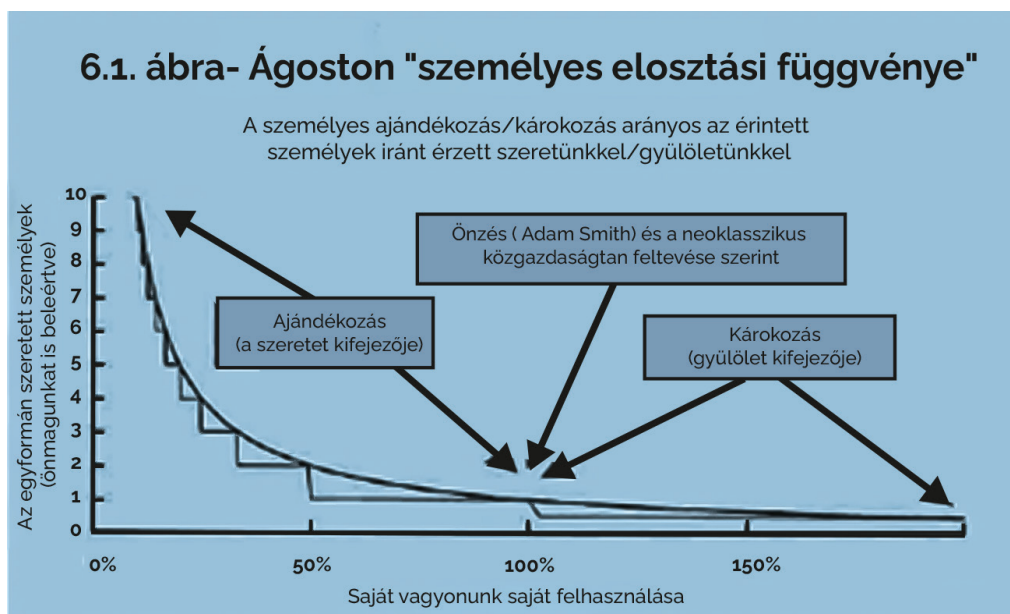 6.1. ábra- Ágoston "személyes elosztási függvénye"
A személyes ajándékozás/károkozás arányos az érintett
személyek iránt érzett szeretünkkel/gyülöletünkkel
Az egyformán szeretett személyek
(önmagunkat is beleértve)
10
9
8
7
6
5
4
3
2
1
0
Ajándékozás
(a szeretet kifejezője)
Önzés ( Adam Smith) és a neoklasszikus
közgazdaságtan feltevése szerint
Károkozás
(gyülölet kifejezője)
0%
50%
100%
150%
Saját vagyonunk saját felhasználása